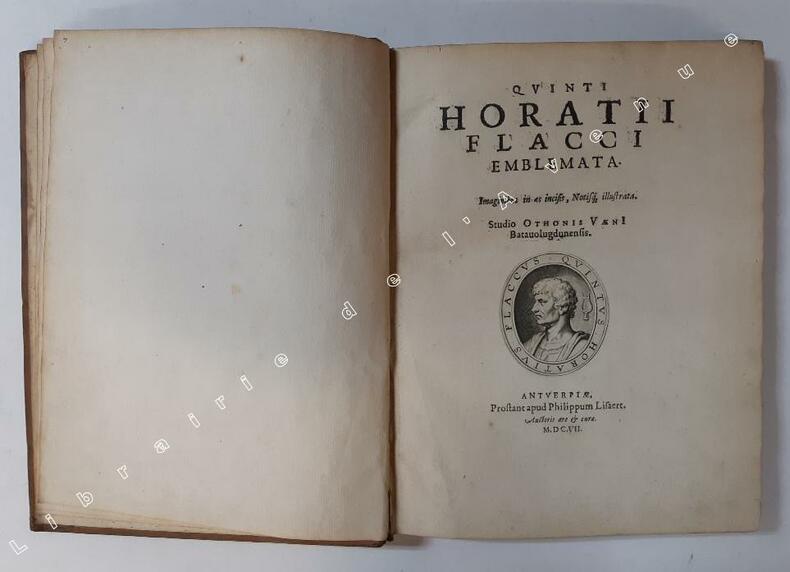 QVINTI
HORATII
FLACCI
EMBLEMATA.
Imaginibus in æs incisis, Notisq́; illustrata.
Studio OTHONIS VÆNI
Batavolugdunensis.
QVINTVS HORATIVS FLACCVS
ANTVERPIÆ,
Prostant apud Philippum Lisaert.
Auctoris ære & cura.
M.DC.VII.
Librairie de l'Avenue